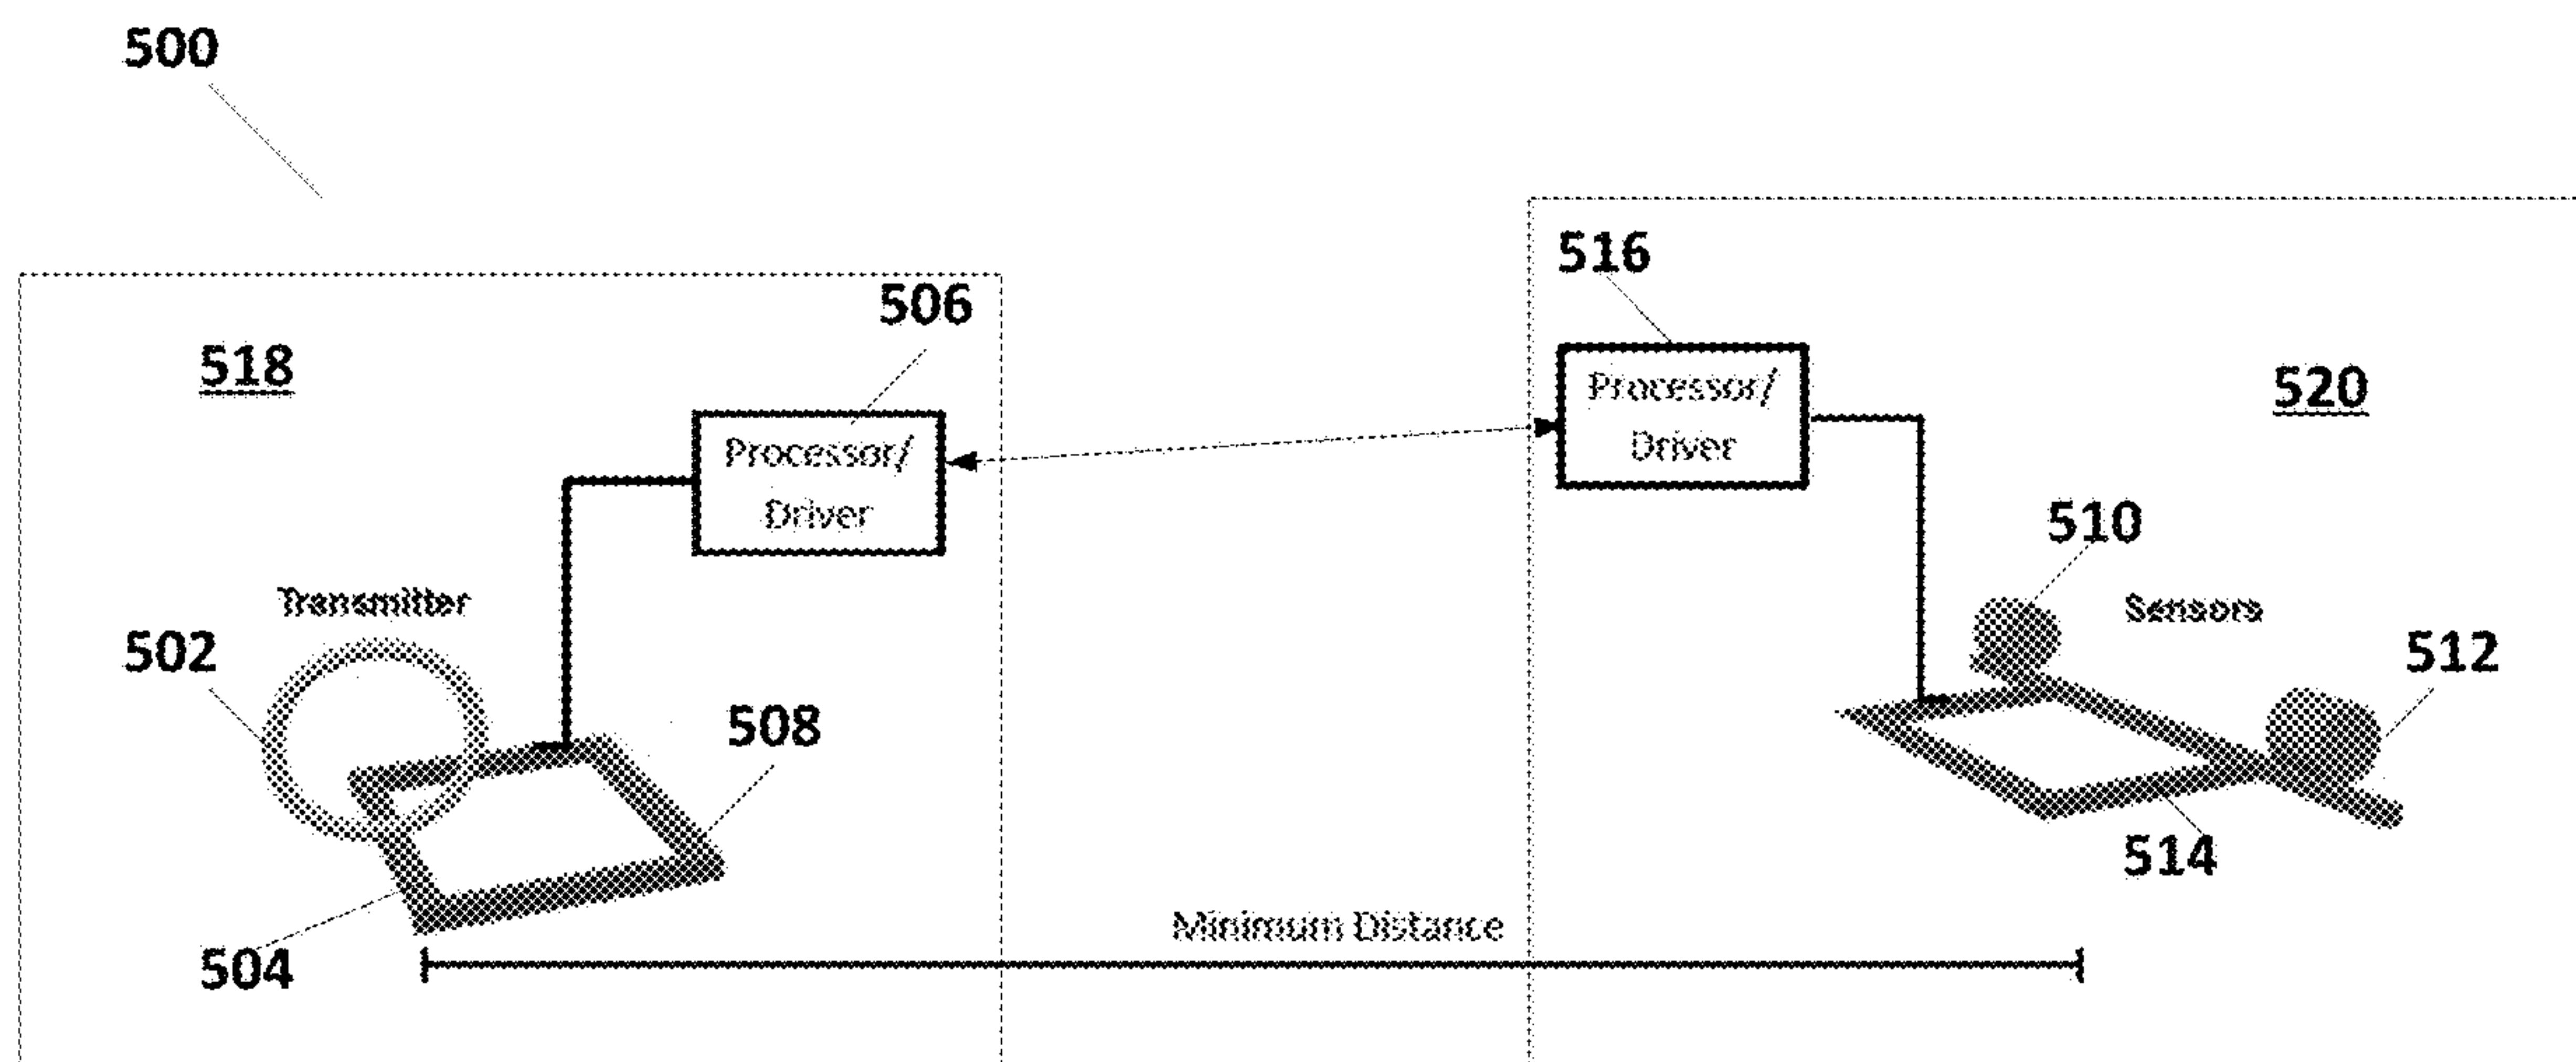 500
516
506
518
Processor/
Driver
520
Processor/
Driver
510
Transmitter
Sensors
502
512
508
514
Minimum Distance
504